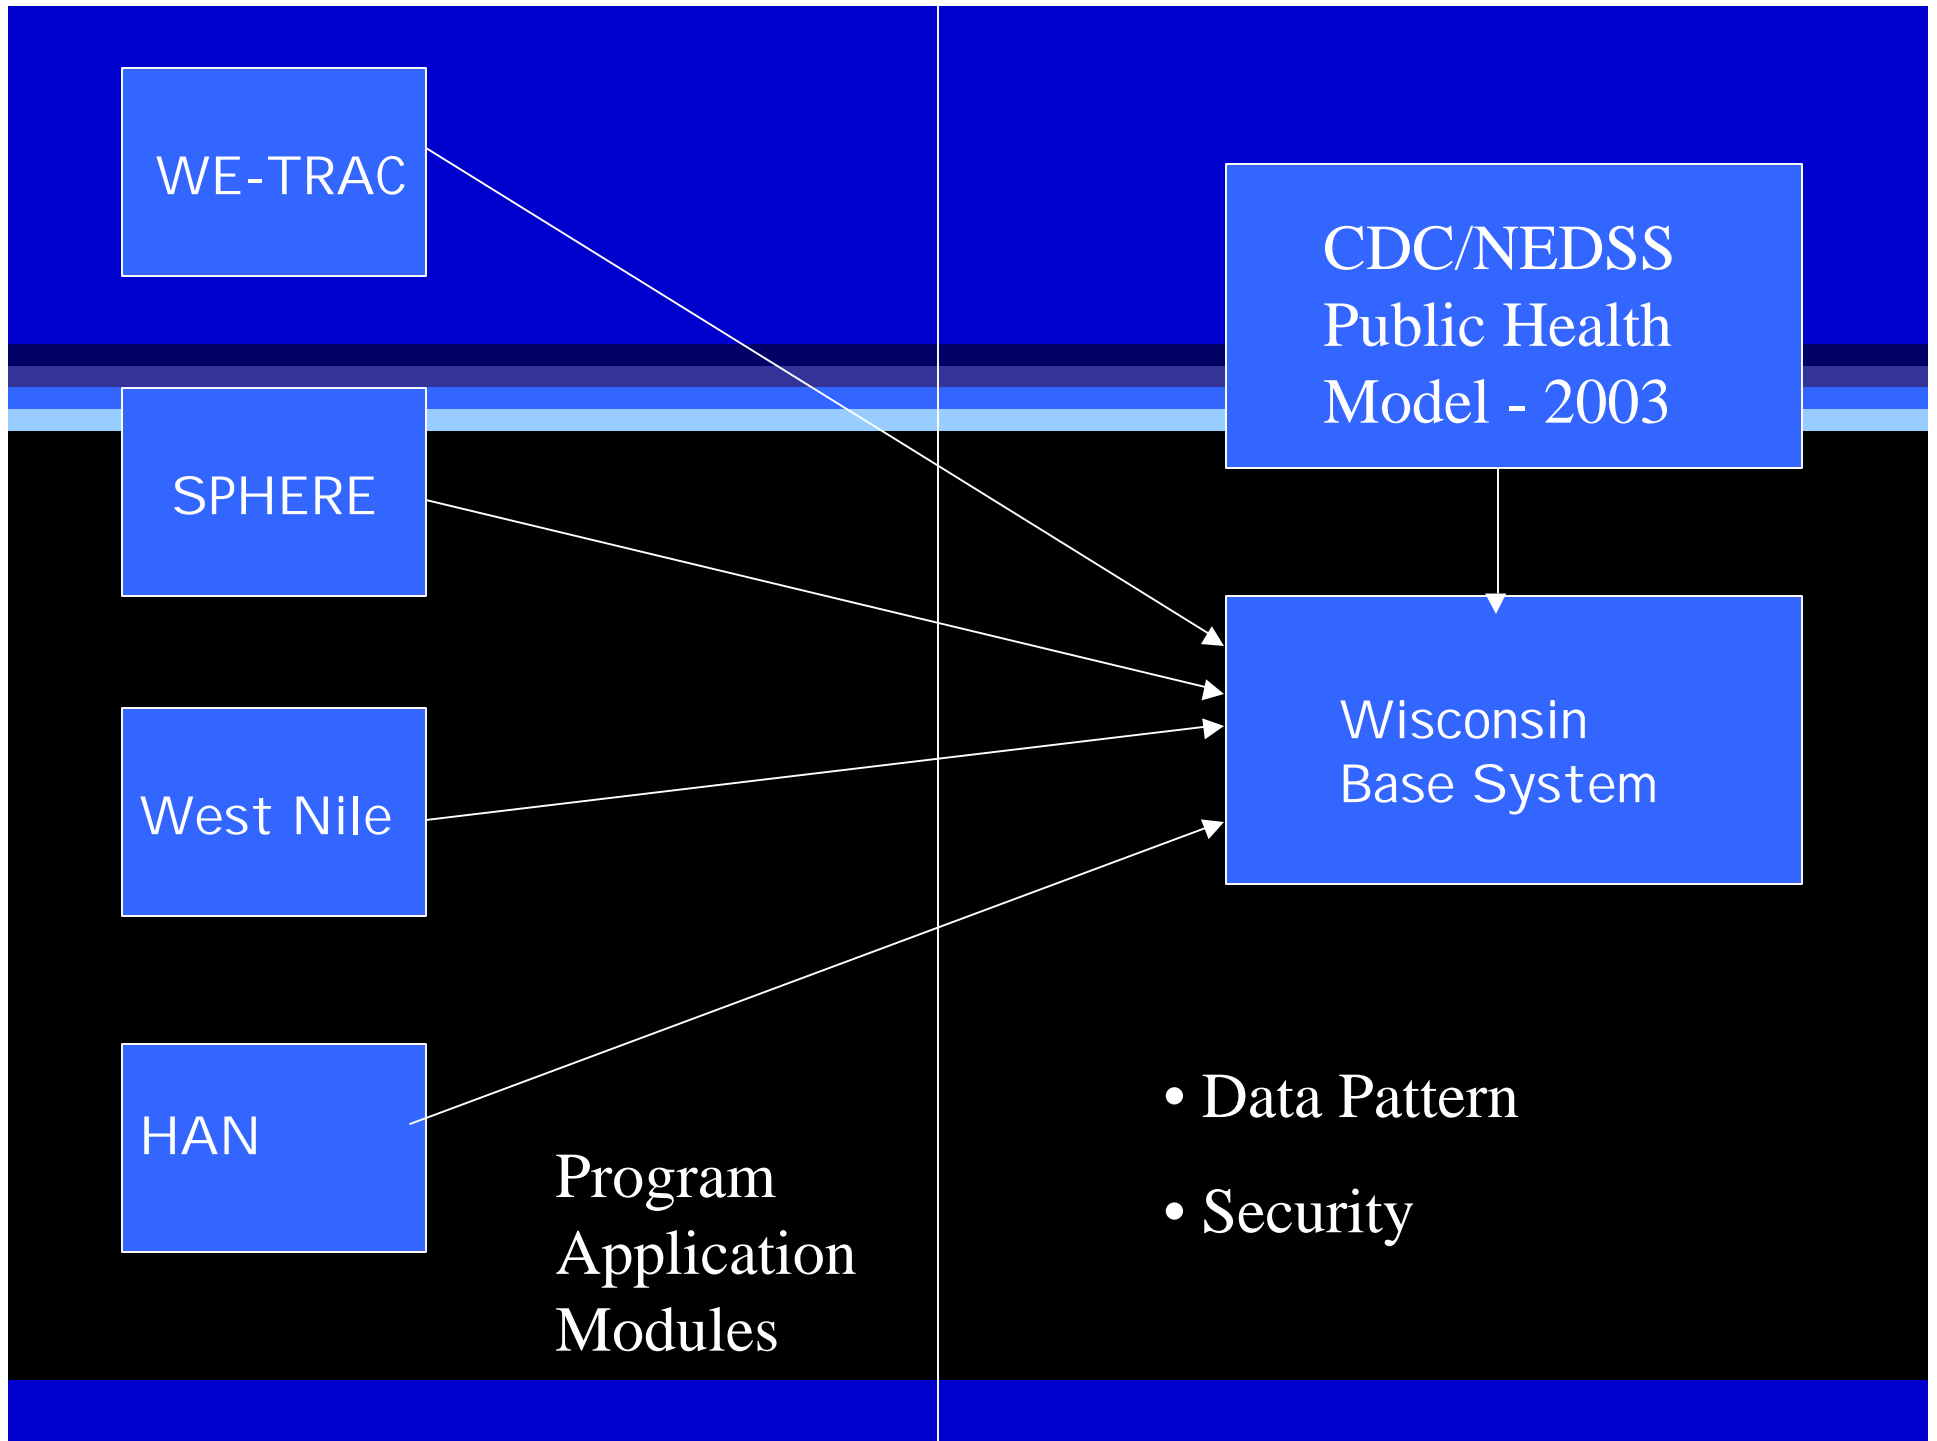 WE-TRAC
SPHERE
West Nile
HAN
Program
Application
Modules
CDC/NEDSS
Public Health
Model - 2003
Wisconsin
Base System
• Data Pattern
• Security